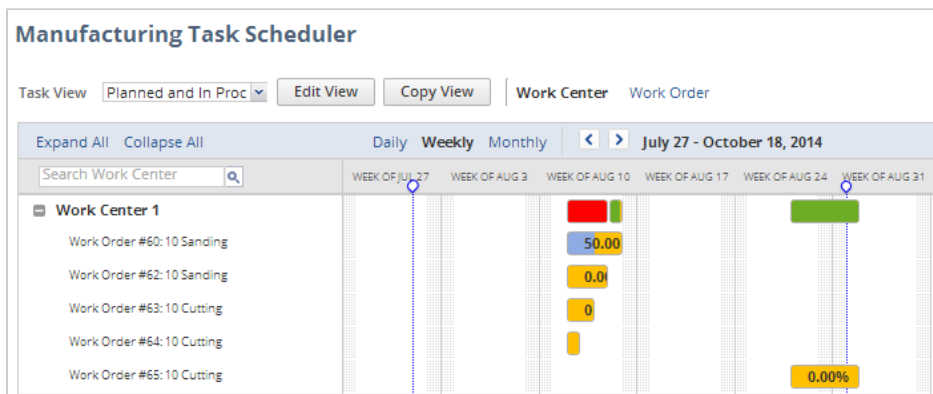 Manufacturing Task Scheduler
Task View Planned and In Proc Edit View Copy View Work Center Work Order
Expand All Collapse All Daily Weekly Monthly < > July 27 - October 18, 2014
Search Work Center WEEK OF JUL 27 WEEK OF AUG 3 WEEK OF AUG 10 WEEK OF AUG 17 WEEK OF AUG 24 WEEK OF AUG 31
Work Center 1
Work Order #60: 10 Sanding 50.00
Work Order #62: 10 Sanding 0.0
Work Order #63: 10 Cutting 0
Work Order #64: 10 Cutting
Work Order #65: 10 Cutting 0.00%